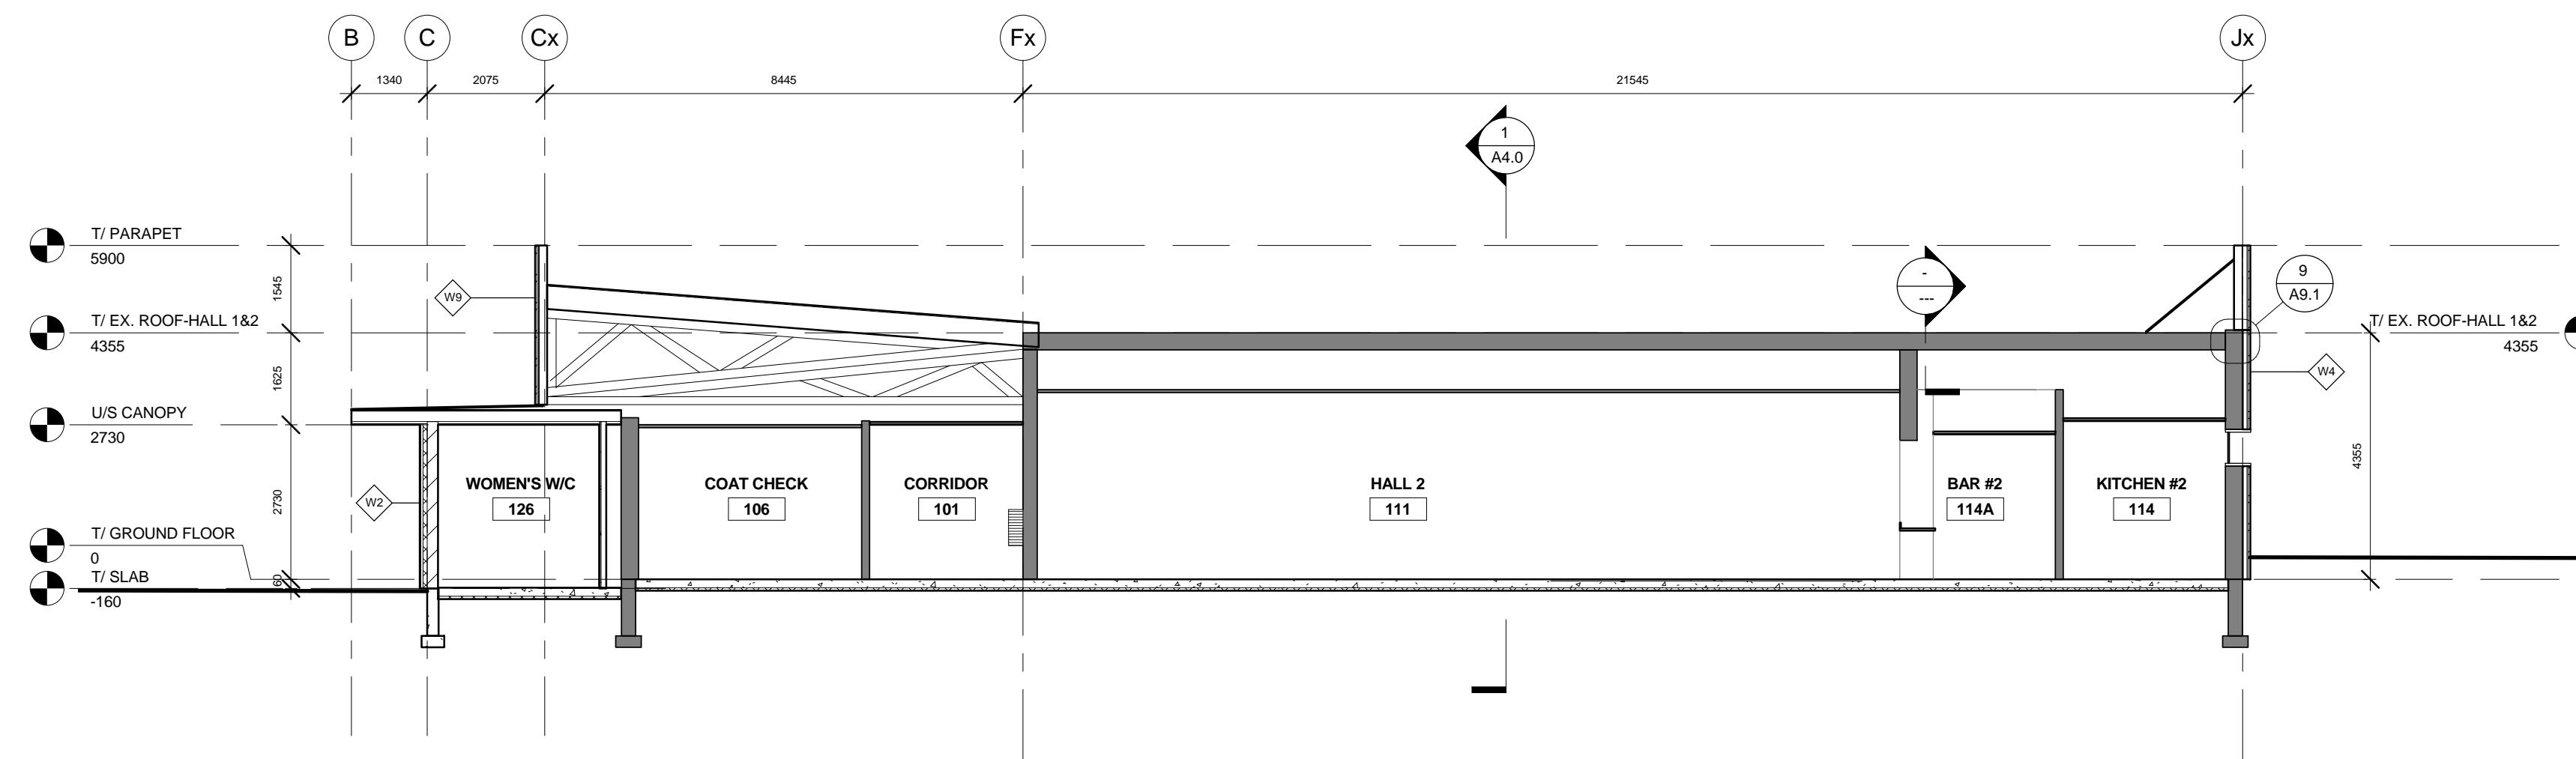 B
C
Cx
Fx
Jx
1340
2075
8445
21545
1
A4.0
T/ PARAPET
5900
1545
W9
-
---
9
A9.1
T/ EX. ROOF-HALL 1&2
4355
T/ EX. ROOF-HALL 1&2
4355
1625
W4
U/S CANOPY
2730
2730
4355
WOMEN'S W/C
126
COAT CHECK
106
CORRIDOR
101
HALL 2
111
BAR #2
114A
KITCHEN #2
114
W2
T/ GROUND FLOOR
0
T/ SLAB
-160